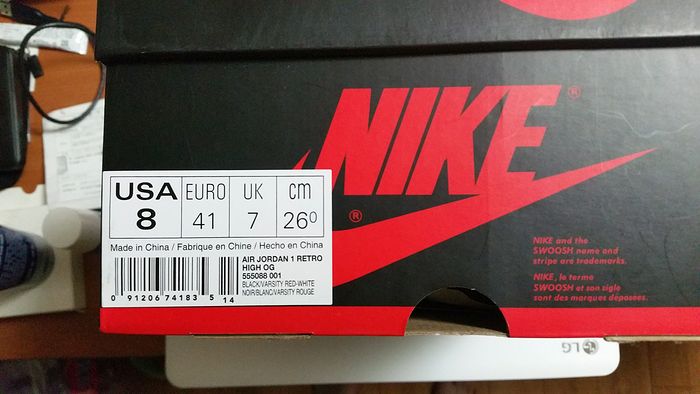 NIKE®
®
USA EURO UK cm
8 41 7 26⁰
Made in China / Fabrique en Chine / Hecho en China
AIR JORDAN 1 RETRO
HIGH OG
555088 001
BLACK/VARSITY RED-WHITE
NOIR/BLANC/VARSITY ROUGE
0 91206 74183 5 14
NIKE and the
SWOOSH name and
stripe are trademarks.
NIKE, le terme
SWOOSH et son sigle
sont des marques déposées.
LG